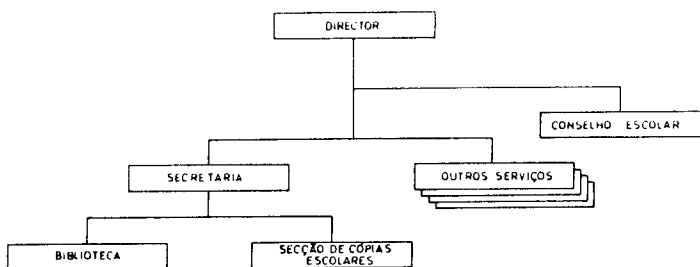 DIRECTOR
CONSELHO ESCOLAR
SECRETARIA
OUTROS SERVIÇOS
BIBLIOTECA
SECÇÃO DE CÓPIAS
ESCOLARES